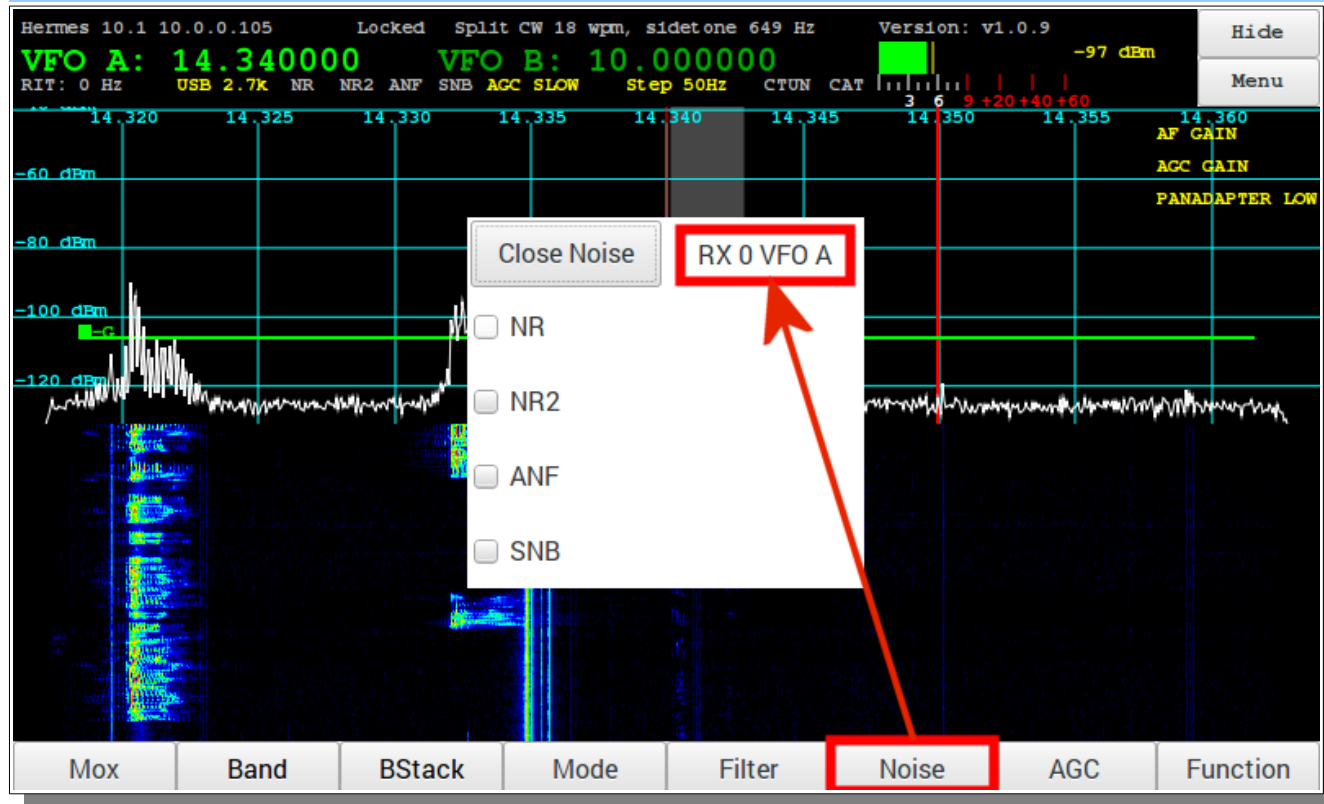 Hermes 10.1 10.0.0.105 Locked Split CW 18 wpm, sidetone 649 Hz Version: v1.0.9 Hide
VFO A: 14.340000 VFO B: 10.000000 -97 dBm
RIT: 0 Hz USB 2.7k NR NR2 ANF SNB AGC SLOW Step 50Hz CTUN CAT Menu
3 6 9 +20 +40 +60
14.320 14.325 14.330 14.335 14.340 14.345 14.350 14.355 14.360
AF GAIN
AGC GAIN
-60 dBm
PANADAPTER LOW
-80 dBm
Close Noise RX 0 VFO A
-100 dBm
-G NR
-120 dBm
NR2
ANF
SNB
Mox Band BStack Mode Filter Noise AGC Function